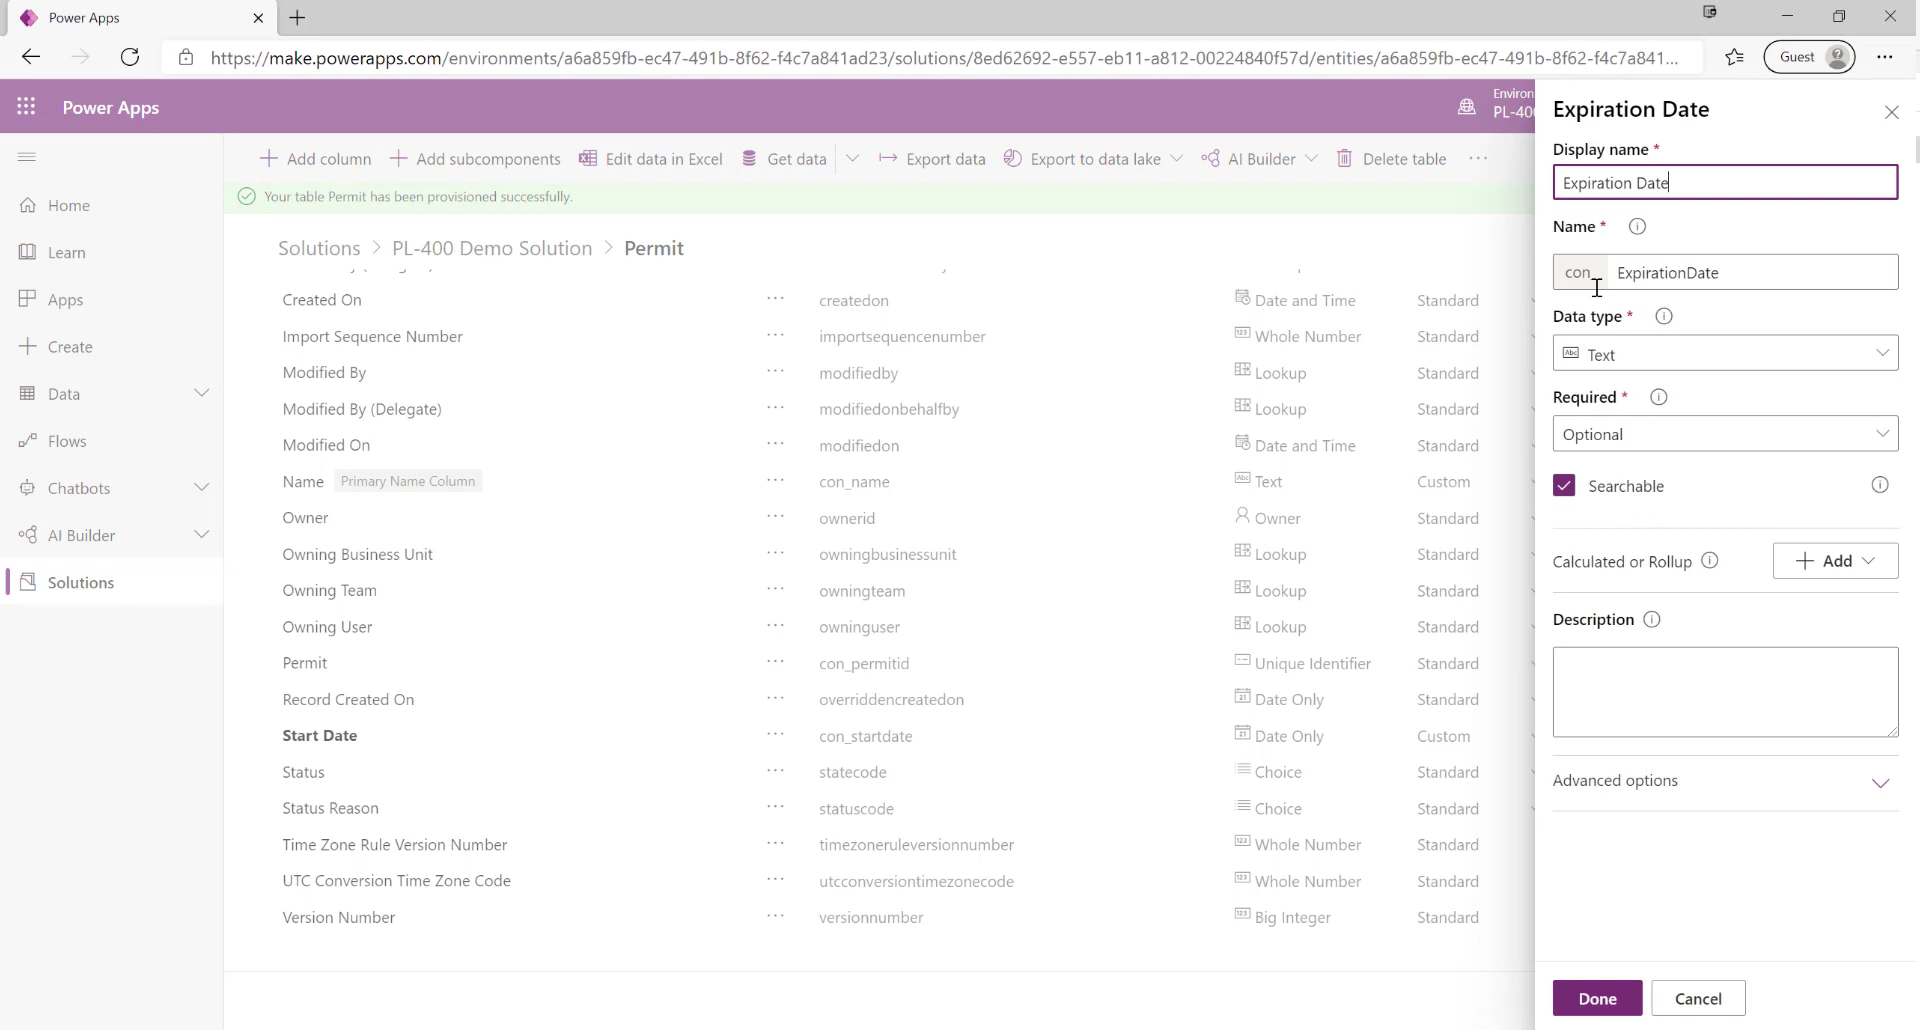 Power Apps
https://make.powerapps.com/environments/a6a859fb-ec47-491b-8f62-f4c7a841ad23/solutions/8ed62692-e557-eb11-a812-00224840f57d/entities/a6a859fb-ec47-491b-8f62-f4c7a841...
Guest
Power Apps
Environ
PL-400
Add column
Add subcomponents
Edit data in Excel
Get data
Export data
Export to data lake
AI Builder
Delete table
Your table Permit has been provisioned successfully.
Home
Learn
Apps
Create
Data
Flows
Chatbots
AI Builder
Solutions
Solutions > PL-400 Demo Solution > Permit
Created On ··· createdon Date and Time Standard
Import Sequence Number ··· importsequencenumber Whole Number Standard
Modified By ··· modifiedby Lookup Standard
Modified By (Delegate) ··· modifiedonbehalfby Lookup Standard
Modified On ··· modifiedon Date and Time Standard
Name Primary Name Column ··· con_name Text Custom
Owner ··· ownerid Owner Standard
Owning Business Unit ··· owningbusinessunit Lookup Standard
Owning Team ··· owningteam Lookup Standard
Owning User ··· owninguser Lookup Standard
Permit ··· con_permitid Unique Identifier Standard
Record Created On ··· overriddencreatedon Date Only Standard
Start Date ··· con_startdate Date Only Custom
Status ··· statecode Choice Standard
Status Reason ··· statuscode Choice Standard
Time Zone Rule Version Number ··· timezoneruleversionnumber Whole Number Standard
UTC Conversion Time Zone Code ··· utcconversiontimezonecode Whole Number Standard
Version Number ··· versionnumber Big Integer Standard
Expiration Date
Display name *
Expiration Date
Name *
con_ ExpirationDate
Data type *
Text
Required *
Optional
Searchable
Calculated or Rollup
Add
Description
Advanced options
Done
Cancel